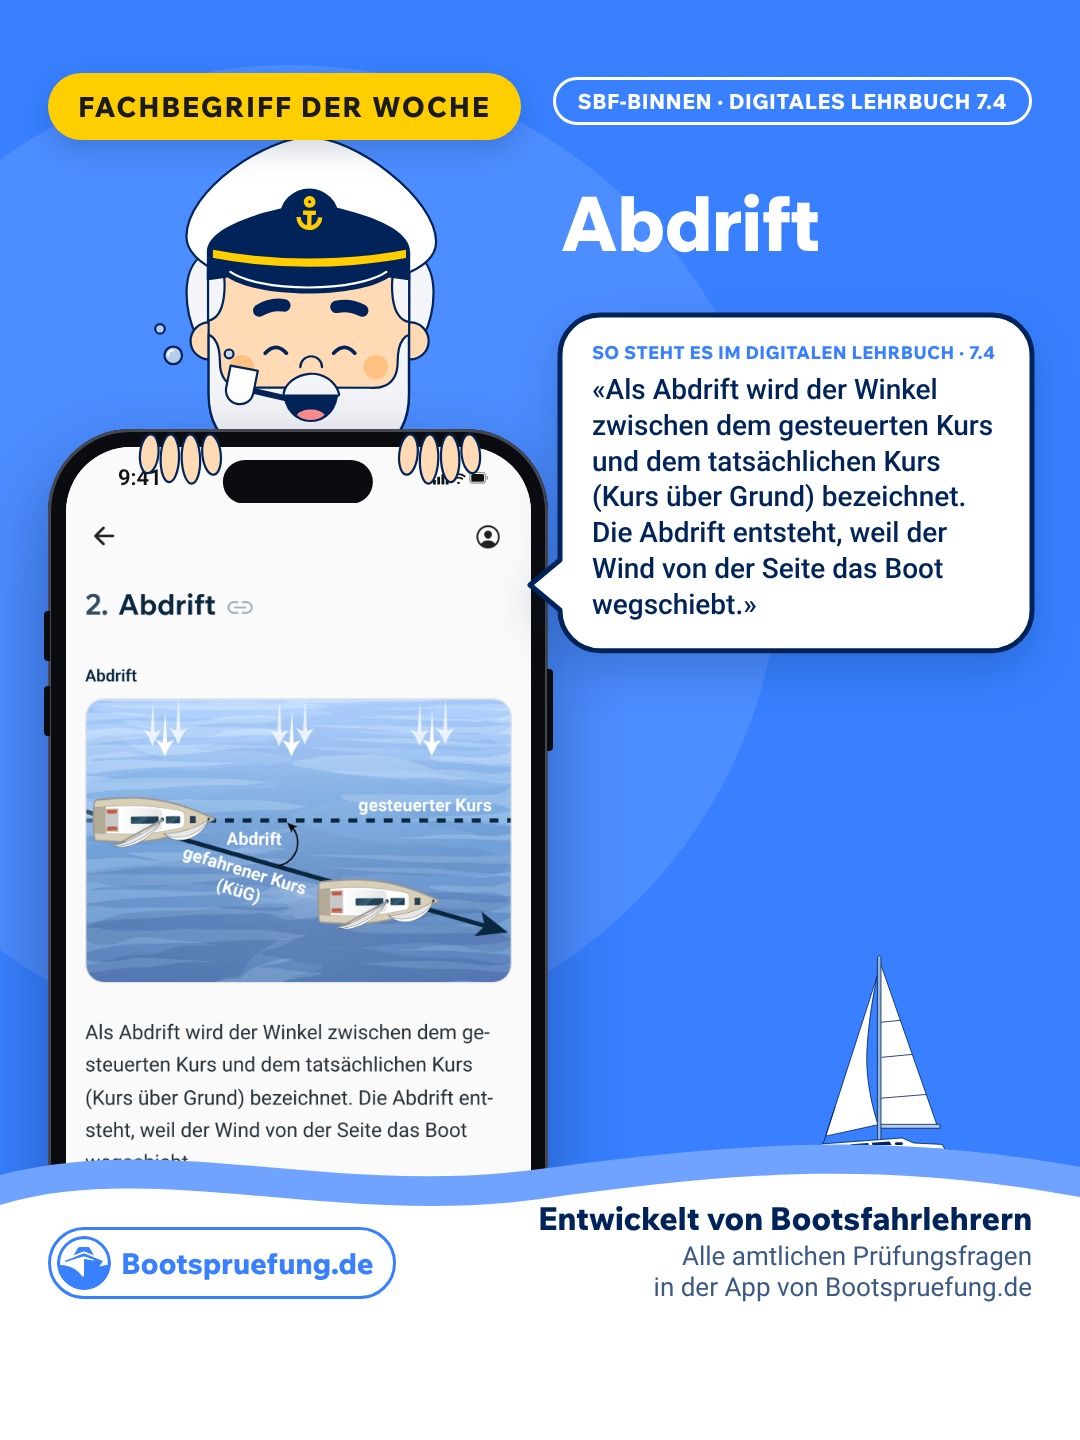 FACHBEGRIFF DER WOCHE
SBF-BINNEN · DIGITALES LEHRBUCH 7.4
Abdrift
SO STEHT ES IM DIGITALEN LEHRBUCH · 7.4
«Als Abdrift wird der Winkel
zwischen dem gesteuerten Kurs
und dem tatsächlichen Kurs
(Kurs über Grund) bezeichnet.
Die Abdrift entsteht, weil der
Wind von der Seite das Boot
wegschiebt.»
9:41
2. Abdrift
Abdrift
gesteuerter Kurs
Abdrift
gefahrener Kurs
(KüG)
Als Abdrift wird der Winkel zwischen dem ge-
steuerten Kurs und dem tatsächlichen Kurs
(Kurs über Grund) bezeichnet. Die Abdrift ent-
steht, weil der Wind von der Seite das Boot
wegschiebt.
Bootspruefung.de
Entwickelt von Bootsfahrlehrern
Alle amtlichen Prüfungsfragen
in der App von Bootspruefung.de